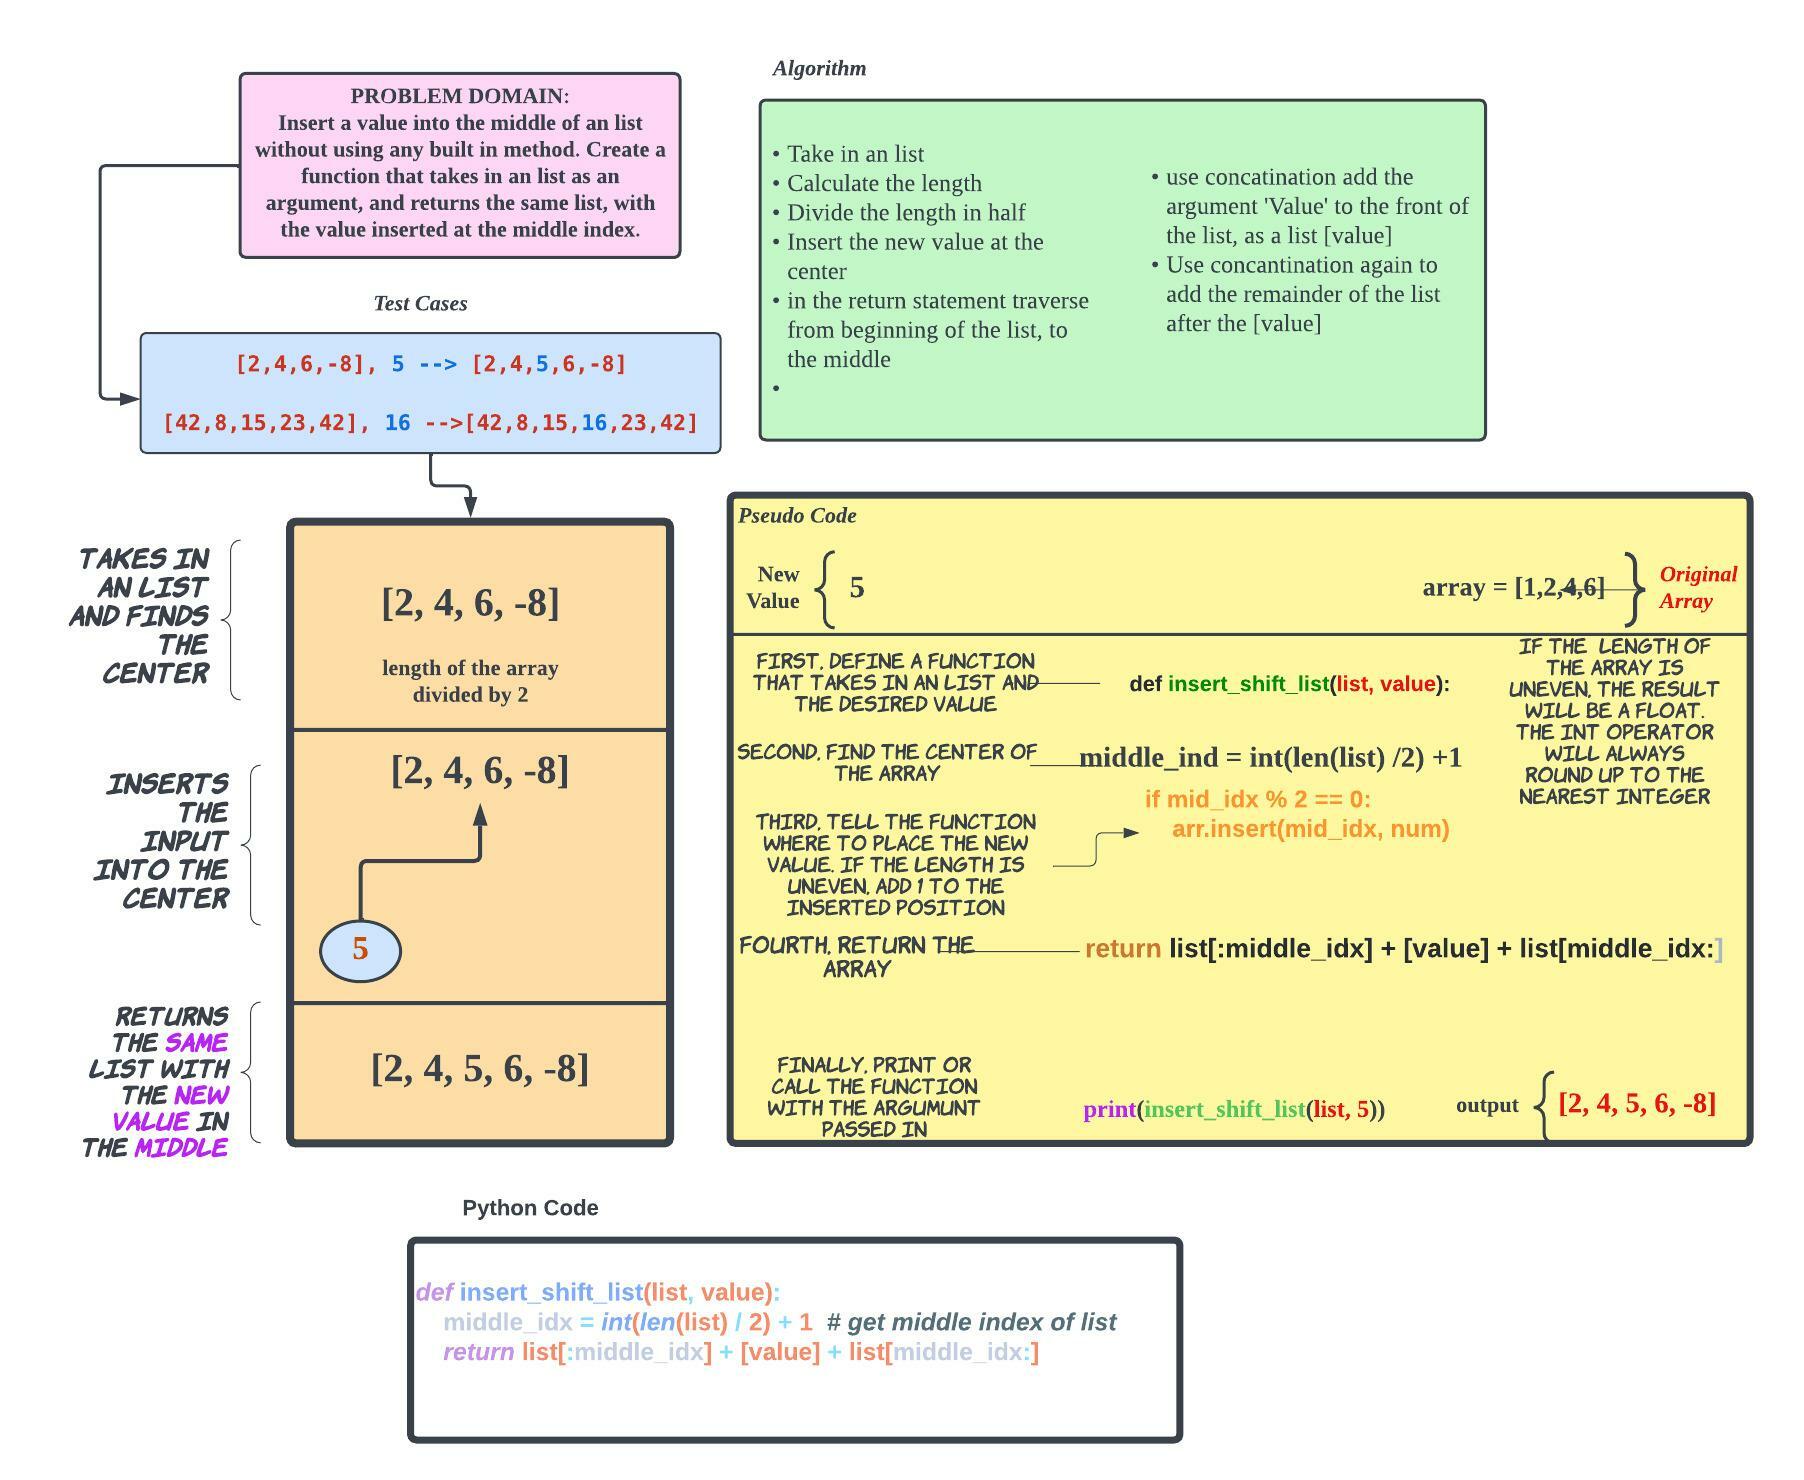 PROBLEM DOMAIN:
Insert a value into the middle of an list
without using any built in method. Create a
function that takes in an list as an
argument, and returns the same list, with
the value inserted at the middle index.
Test Cases
[2,4,6,-8], 5 --> [2,4,5,6,-8]
[42,8,15,23,42], 16 -->[42,8,15,16,23,42]
Algorithm
• Take in an list
• Calculate the length
• Divide the length in half
• Insert the new value at the
center
• in the return statement traverse
from beginning of the list, to
the middle
•
• use concatination add the
argument 'Value' to the front of
the list, as a list [value]
• Use concantination again to
add the remainder of the list
after the [value]
TAKES IN
AN LIST
AND FINDS
THE
CENTER
[2, 4, 6, -8]
length of the array
divided by 2
INSERTS
THE
INPUT
INTO THE
CENTER
[2, 4, 6, -8]
5
RETURNS
THE SAME
LIST WITH
THE NEW
VALUE IN
THE MIDDLE
[2, 4, 5, 6, -8]
Pseudo Code
New
Value
5
array = [1,2,4,6]
Original
Array
FIRST, DEFINE A FUNCTION
THAT TAKES IN AN LIST AND
THE DESIRED VALUE
def insert_shift_list(list, value):
IF THE LENGTH OF
THE ARRAY IS
UNEVEN, THE RESULT
WILL BE A FLOAT.
THE INT OPERATOR
WILL ALWAYS
ROUND UP TO THE
NEAREST INTEGER
SECOND, FIND THE CENTER OF
THE ARRAY
middle_ind = int(len(list) /2) +1
if mid_idx % 2 == 0:
arr.insert(mid_idx, num)
THIRD, TELL THE FUNCTION
WHERE TO PLACE THE NEW
VALUE. IF THE LENGTH IS
UNEVEN, ADD 1 TO THE
INSERTED POSITION
FOURTH, RETURN THE
ARRAY
return list[:middle_idx] + [value] + list[middle_idx:]
FINALLY, PRINT OR
CALL THE FUNCTION
WITH THE ARGUMUNT
PASSED IN
print(insert_shift_list(list, 5))
output
[2, 4, 5, 6, -8]
Python Code
def insert_shift_list(list, value):
middle_idx = int(len(list) / 2) + 1 # get middle index of list
return list[:middle_idx] + [value] + list[middle_idx:]